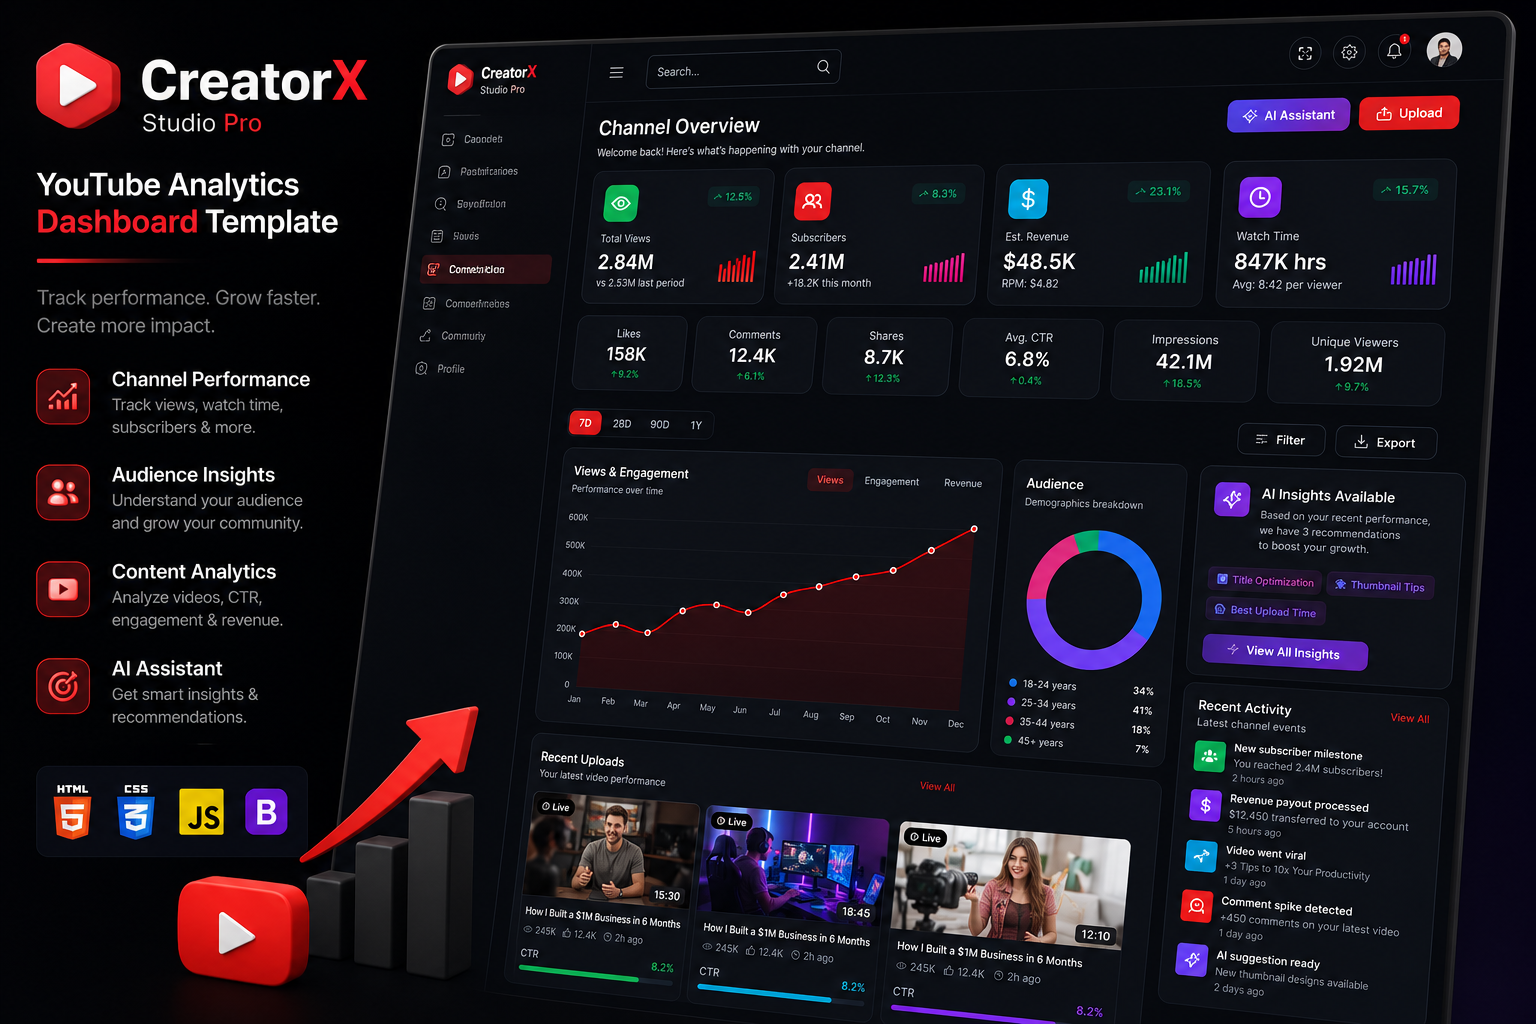 CreatorX
Studio Pro
YouTube Analytics
Dashboard Template
Track performance. Grow faster.
Create more impact.
Channel Performance
Track views, watch time,
subscribers & more.
Audience Insights
Understand your audience
and grow your community.
Content Analytics
Analyze videos, CTR,
engagement & revenue.
AI Assistant
Get smart insights &
recommendations.
HTML
5
CSS
3
JS
B
CreatorX
Studio Pro
Profile
Search...
Channel Overview
Welcome back! Here's what's happening with your channel.
AI Assistant
Upload
12.5%
Total Views
2.84M
vs 2.53M last period
8.3%
Subscribers
2.41M
+18.2K this month
23.1%
Est. Revenue
$48.5K
RPM: $4.82
15.7%
Watch Time
847K hrs
Avg: 8:42 per viewer
Likes
158K
↑9.2%
Comments
12.4K
↑6.1%
Shares
8.7K
↑12.3%
Avg. CTR
6.8%
↑0.4%
Impressions
42.1M
↑18.5%
Unique Viewers
1.92M
↑9.7%
7D 28D 90D 1Y
Filter
Export
Views & Engagement
Performance over time
Views Engagement Revenue
600K
500K
400K
300K
200K
100K
0
Jan Feb Mar Apr May Jun Jul Aug Sep Oct Nov Dec
Audience
Demographics breakdown
18-24 years 34%
25-34 years 41%
35-44 years 18%
45+ years 7%
AI Insights Available
Based on your recent performance,
we have 3 recommendations
to boost your growth.
Title Optimization
Thumbnail Tips
Best Upload Time
View All Insights
Recent Activity
View All
Latest channel events
New subscriber milestone
You reached 2.4M subscribers!
2 hours ago
Revenue payout processed
$12,450 transferred to your account
5 hours ago
Video went viral
+3 Tips to 10x Your Productivity
1 day ago
Comment spike detected
+450 comments on your latest video
1 day ago
AI suggestion ready
New thumbnail designs available
2 days ago
Recent Uploads
Your latest video performance
View All
Live
15:30
How I Built a $1M Business in 6 Months
245K 12.4K 2h ago
CTR 8.2%
Live
18:45
How I Built a $1M Business in 6 Months
245K 12.4K 2h ago
CTR 8.2%
Live
12:10
How I Built a $1M Business in 6 Months
245K 12.4K 2h ago
CTR 8.2%